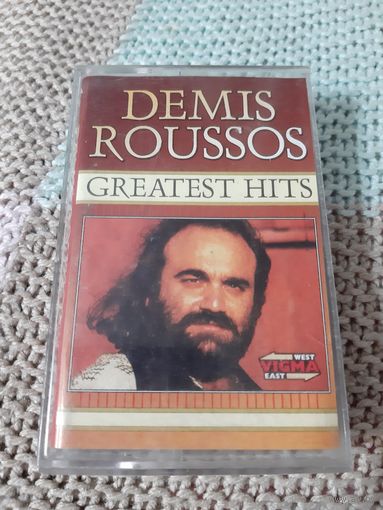 DEMIS
ROUSSOS
GREATEST HITS
WEST
VIGMA
EAST